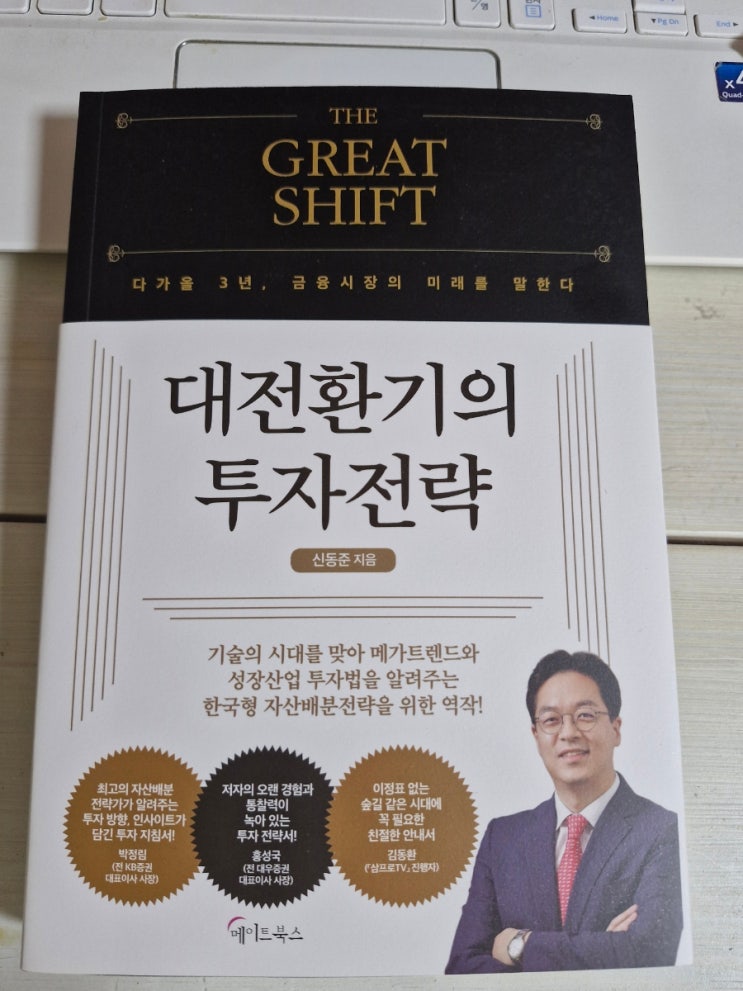 Home
Pg Dn
End
x4
Quad-
THE
GREAT
SHIFT
다가올 3년, 금융시장의 미래를 말한다
대전환기의
투자전략
신동준 지음
기술의 시대를 맞아 메가트렌드와
성장산업 투자법을 알려주는
한국형 자산배분전략을 위한 역작!
최고의 자산배분
전략가가 알려주는
투자 방향, 인사이트가
담긴 투자 지침서!
박정림
(전 KB증권
대표이사 사장)
저자의 오랜 경험과
통찰력이
녹아 있는
투자 전략서!
홍성국
(전 대우증권
대표이사 사장)
이정표 없는
숲길 같은 시대에
꼭 필요한
친절한 안내서
김동환
(『삼프로TV』 진행자)
메이트북스